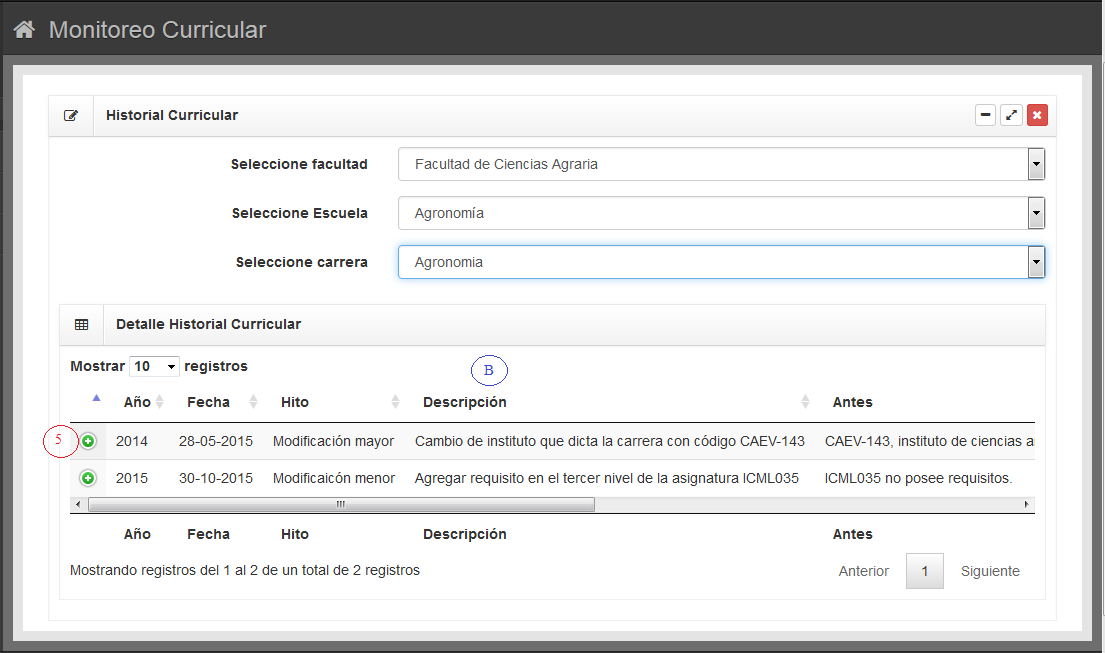 Monitoreo Curricular
Historial Curricular
Seleccione facultad Facultad de Ciencias Agraria
Seleccione Escuela Agronomía
Seleccione carrera Agronomia
Detalle Historial Curricular
Mostrar 10 registros
B
Año Fecha Hito Descripción Antes
5 2014 28-05-2015 Modificación mayor Cambio de instituto que dicta la carrera con código CAEV-143 CAEV-143, instituto de ciencias a
2015 30-10-2015 Modificaicón menor Agregar requisito en el tercer nivel de la asignatura ICML035 ICML035 no posee requisitos.
Año Fecha Hito Descripción Antes
Mostrando registros del 1 al 2 de un total de 2 registros Anterior 1 Siguiente